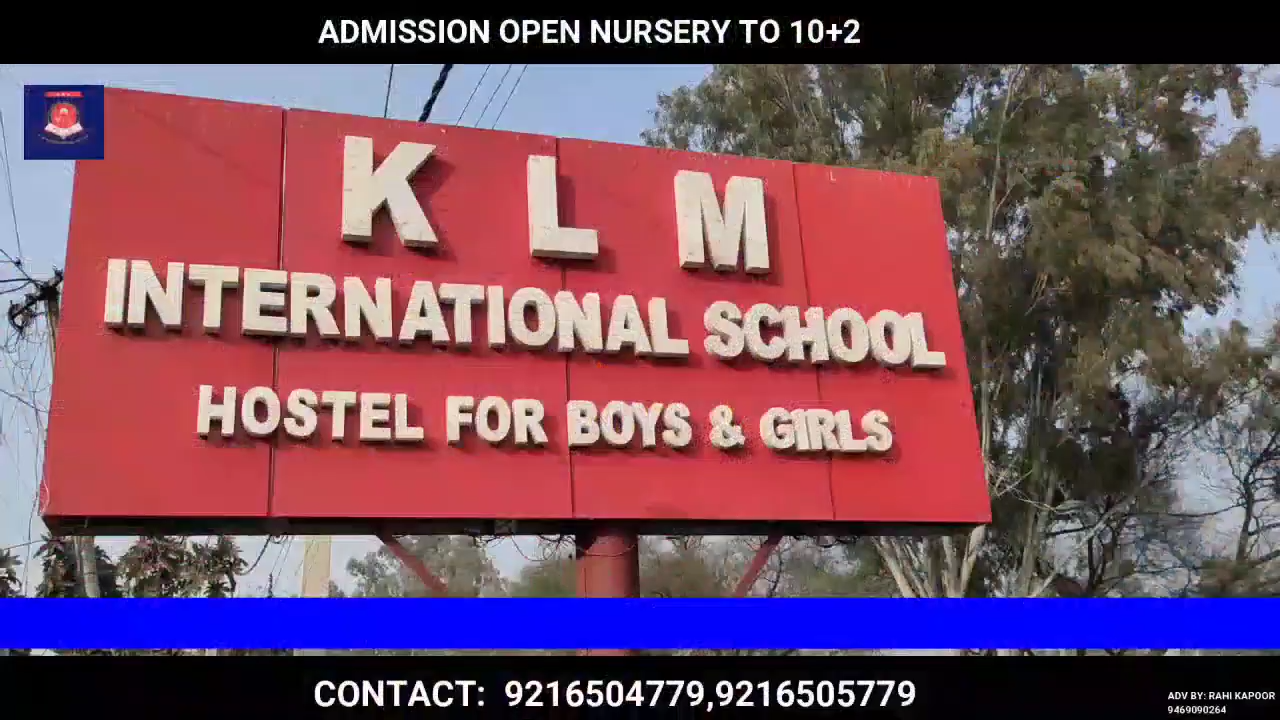 ADMISSION OPEN NURSERY TO 10+2
K L M
INTERNATIONAL SCHOOL
HOSTEL FOR BOYS & GIRLS
CONTACT: 9216504779,9216505779
ADV BY: RAHI KAPOOR
9469090264